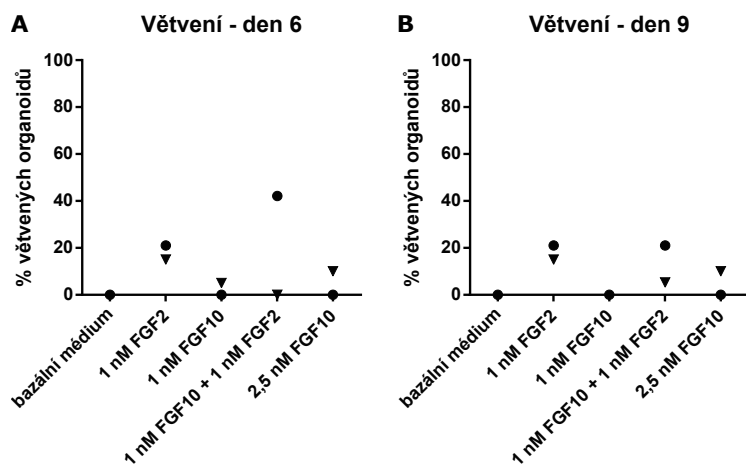 A
Větvení - den 6
% větvených organoidů
100
80
60
40
20
0
bazální médium
1 nM FGF2
1 nM FGF10
1 nM FGF10 + 1 nM FGF2
2,5 nM FGF10
B
Větvení - den 9
% větvených organoidů
100
80
60
40
20
0
bazální médium
1 nM FGF2
1 nM FGF10
1 nM FGF10 + 1 nM FGF2
2,5 nM FGF10